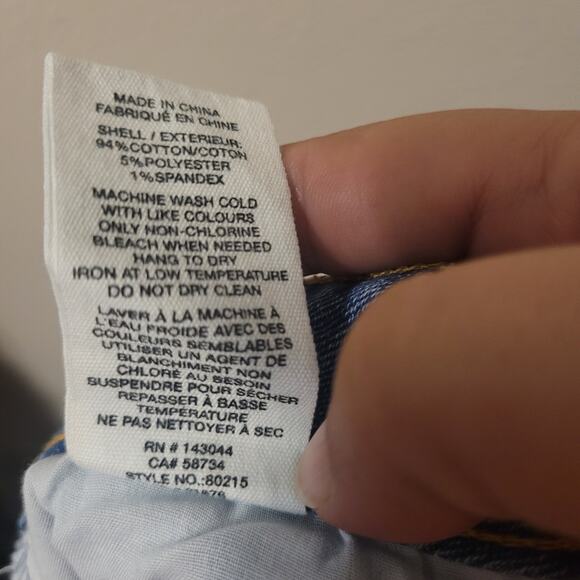 MADE IN CHINA
FABRIQUÉ EN CHINE
SHELL / EXTERIEUR:
94%COTTON/COTON
5%POLYESTER
1%SPANDEX
MACHINE WASH COLD
WITH LIKE COLOURS
ONLY NON-CHLORINE
BLEACH WHEN NEEDED
HANG TO DRY
IRON AT LOW TEMPERATURE
DO NOT DRY CLEAN
LAVER À LA MACHINE À
L'EAU FROIDE AVEC DES
COULEURS SEMBLABLES
UTILISER UN AGENT DE
BLANCHIMENT NON
CHLORÉ AU BESOIN
SUSPENDRE POUR SÉCHER
REPASSER À BASSE
TEMPÉRATURE
NE PAS NETTOYER À SEC
RN # 143044
CA# 58734
STYLE NO.:80215